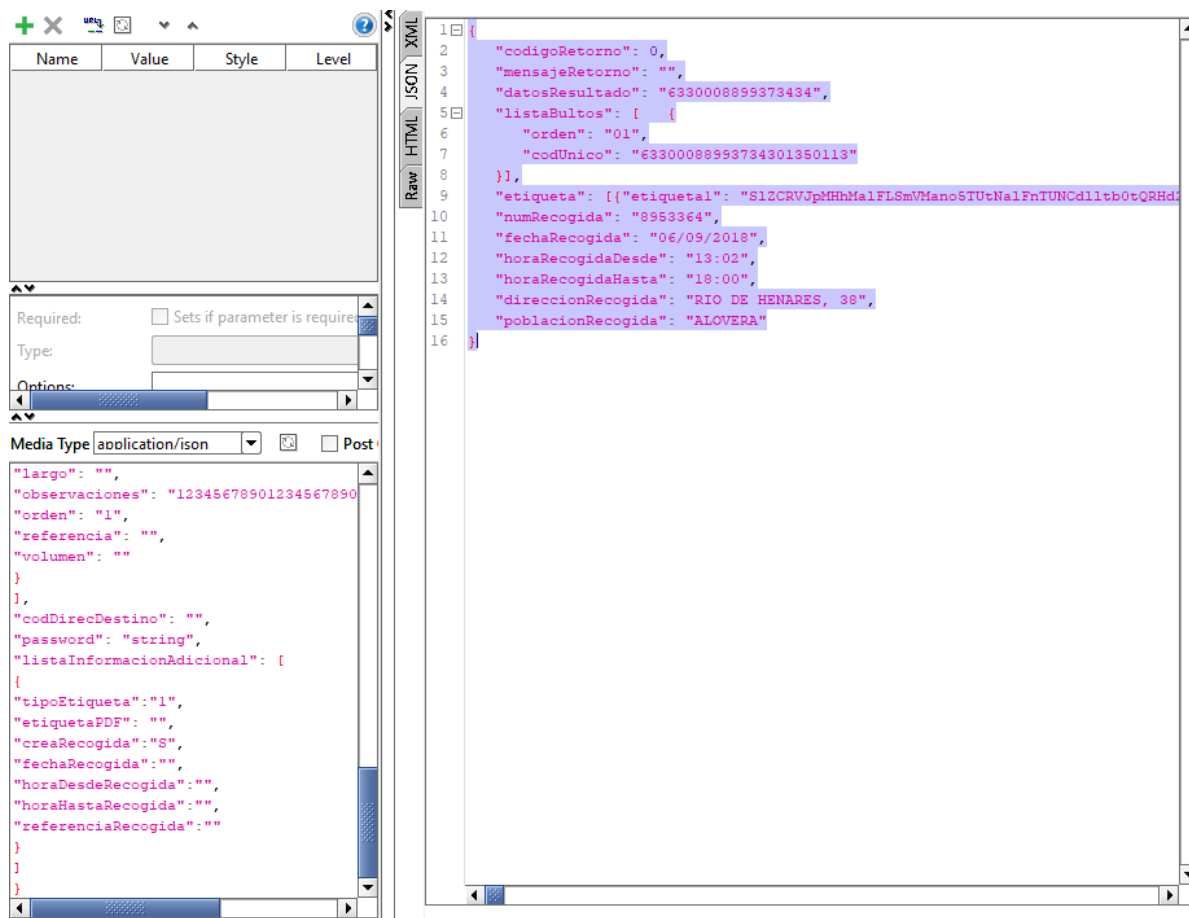 URL
Name Value Style Level
Required: Sets if parameter is required
Type:
Options:
Media Type application/json Post
"largo": "",
"observaciones": "12345678901234567890
"orden": "1",
"referencia": "",
"volumen": ""
}
],
"codDirecDestino": "",
"password": "string",
"listaInformacionAdicional": [
{
"tipoEtiqueta":"1",
"etiquetaPDF": "",
"creaRecogida":"S",
"fechaRecogida":"",
"horaDesdeRecogida":"",
"horaHastaRecogida":"",
"referenciaRecogida":""
}
]
}
XML
JSON
HTML
Raw
1 {
2 "codigoRetorno": 0,
3 "mensajeRetorno": "",
4 "datosResultado": "6330008899373434",
5 "listaBultos": [ {
6 "orden": "01",
7 "codUnico": "63300088993734301350113"
8 }],
9 "etiqueta": [{"etiqueta1":
10 "numRecogida": "8953364",
11 "fechaRecogida": "06/09/2018",
12 "horaRecogidaDesde": "13:02",
13 "horaRecogidaHasta": "18:00",
14 "direccionRecogida": "RIO DE HENARES, 38",
15 "poblacionRecogida": "ALOVERA"
16 }